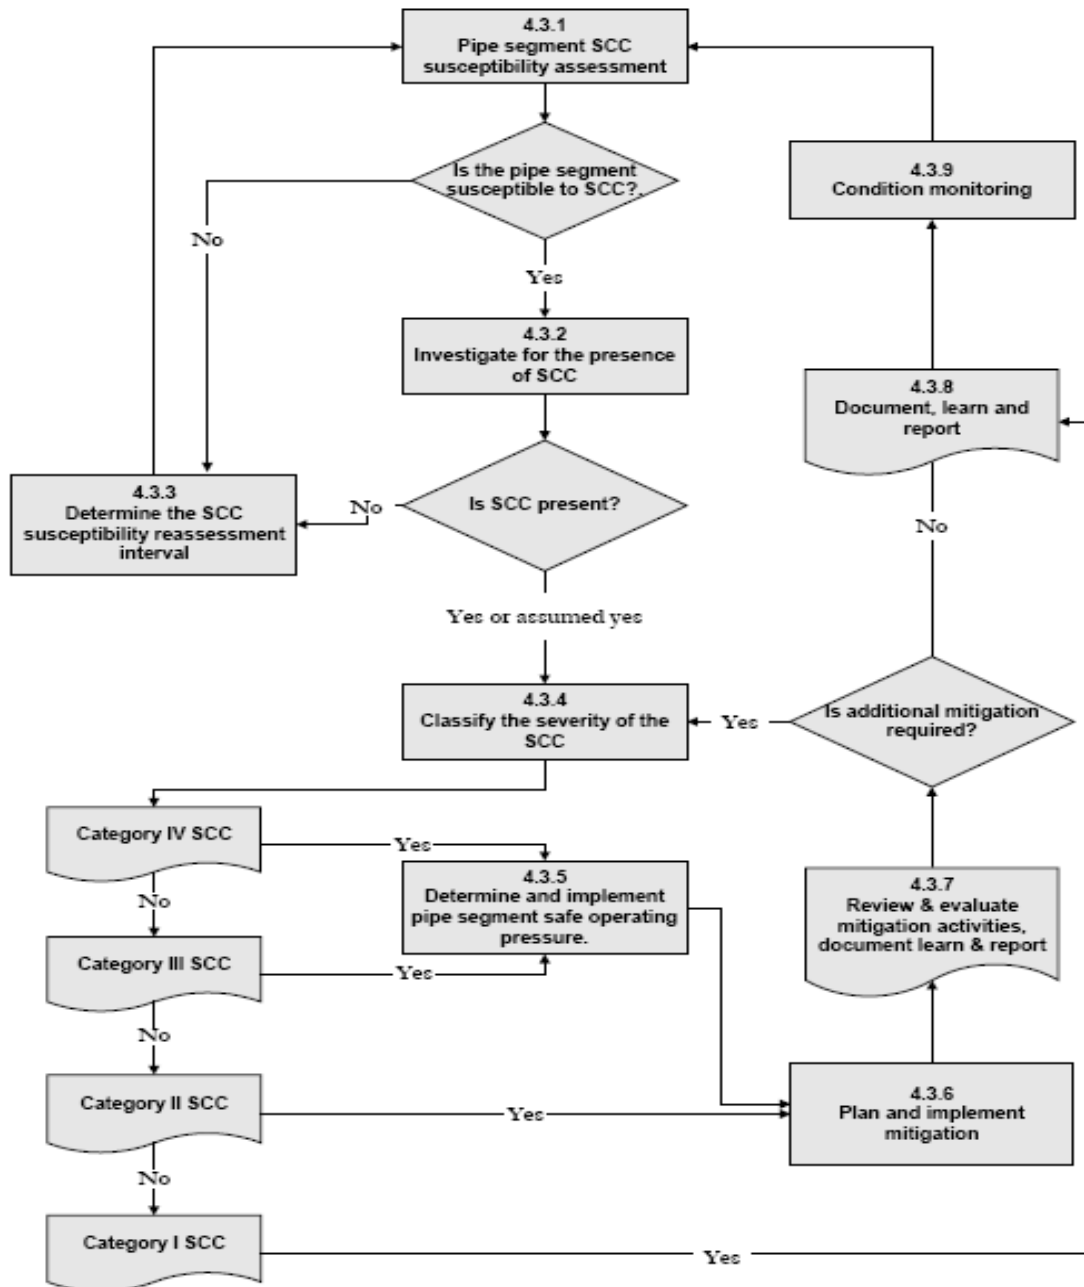 4.3.1
Pipe segment SCC
susceptibility assessment
Is the pipe segment
susceptible to SCC?.
4.3.9
Condition monitoring
No
Yes
4.3.2
Investigate for the presence
of SCC
4.3.8
Document, learn and
report
4.3.3
Determine the SCC
susceptibility reassessment
interval
No
Is SCC present?
No
Yes or assumed yes
4.3.4
Classify the severity of the
SCC
Yes
Is additional mitigation
required?
Category IV SCC
Yes
No
4.3.5
Determine and implement
pipe segment safe operating
pressure.
4.3.7
Review & evaluate
mitigation activities,
document learn & report
Category III SCC
Yes
No
Category II SCC
Yes
4.3.6
Plan and implement
mitigation
No
Category I SCC
Yes